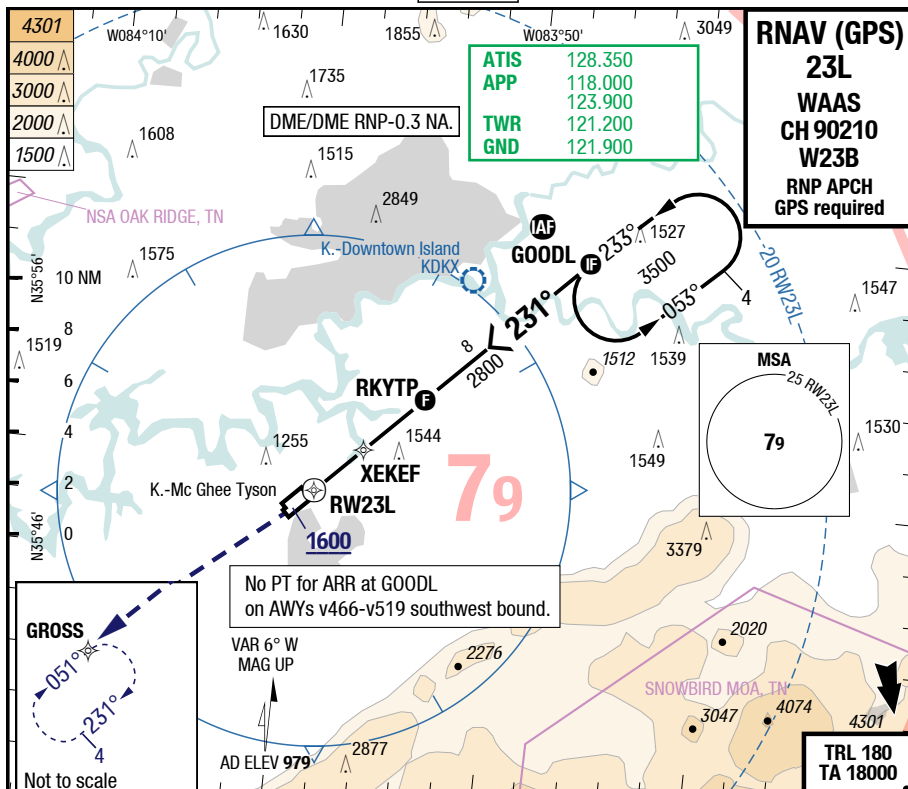 4301
4000
3000
2000
1500
W084°10'
1630
1855
W083°50'
3049
RNAV (GPS)
23L
WAAS
CH 90210
W23B
RNP APCH
GPS required
ATIS 128.350
APP 118.000
123.900
TWR 121.200
GND 121.900
1735
DME/DME RNP-0.3 NA.
1608
1515
NSA OAK RIDGE, TN
2849
K.-Downtown Island
KDKX
IAF
GOODL
IF
233°
1527
3500
053°
4
20 RW23L
1547
N35°56'
10 NM
1575
8
1519
6
4
2
0
N35°46'
231°
8
2800
1512
1539
MSA
25 RW23L
79
1530
RKYTP
F
1255
1544
XEKEF
1549
K.-Mc Ghee Tyson
RW23L
79
1600
3379
No PT for ARR at GOODL
on AWYs v466-v519 southwest bound.
GROSS
051°
231°
4
Not to scale
VAR 6° W
MAG UP
2276
2020
SNOWBIRD MOA, TN
3047
4074
4301
AD ELEV 979
2877
TRL 180
TA 18000